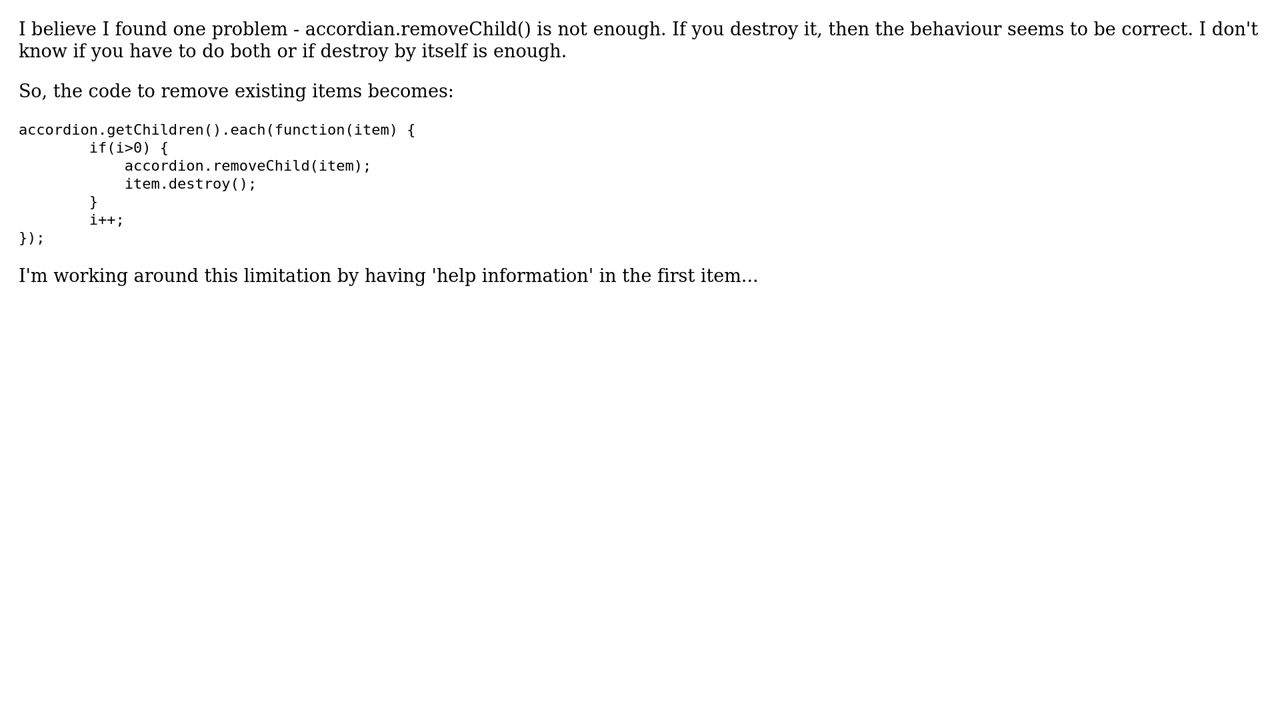 I believe I found one problem - accordian.removeChild() is not enough. If you destroy it, then the behaviour seems to be correct. I don't
know if you have to do both or if destroy by itself is enough.
So, the code to remove existing items becomes:
accordion.getChildren().each(function(item) {
        if(i>0) {
            accordion.removeChild(item);
            item.destroy();
        }
        i++;
});
I'm working around this limitation by having 'help information' in the first item...